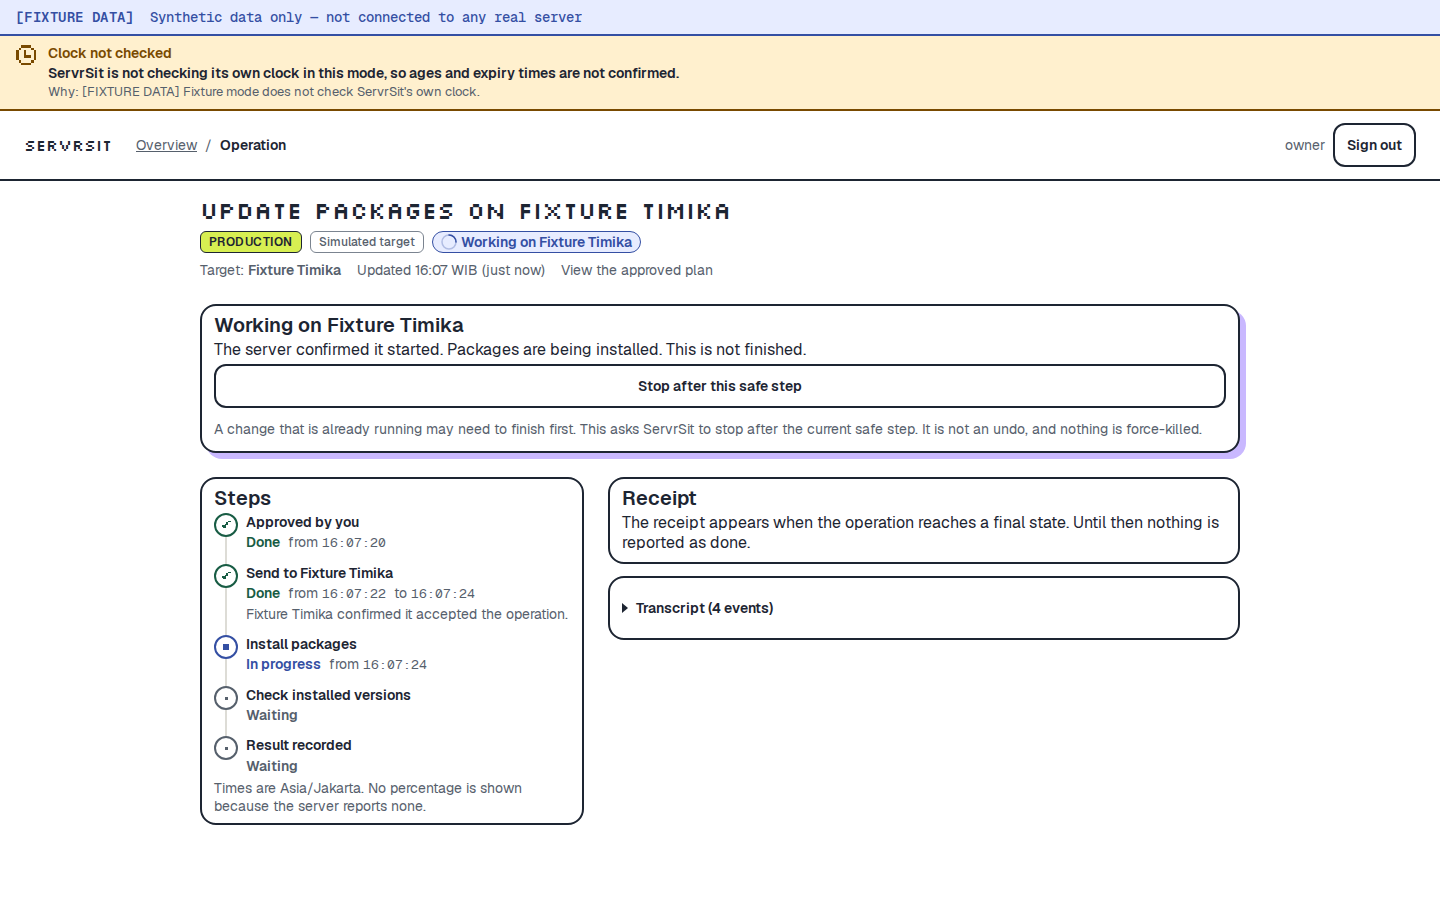 [FIXTURE DATA] Synthetic data only — not connected to any real server
Clock not checked
ServrSit is not checking its own clock in this mode, so ages and expiry times are not confirmed.
Why: [FIXTURE DATA] Fixture mode does not check ServrSit's own clock.
SERVRSIT
Overview / Operation
owner
Sign out
UPDATE PACKAGES ON FIXTURE TIMIKA
PRODUCTION
Simulated target
Working on Fixture Timika
Target: Fixture Timika
Updated 16:07 WIB (just now)
View the approved plan
Working on Fixture Timika
The server confirmed it started. Packages are being installed. This is not finished.
Stop after this safe step
A change that is already running may need to finish first. This asks ServrSit to stop after the current safe step. It is not an undo, and nothing is force-killed.
Steps
Approved by you
Done from 16:07:20
Send to Fixture Timika
Done from 16:07:22 to 16:07:24
Fixture Timika confirmed it accepted the operation.
Install packages
In progress from 16:07:24
Check installed versions
Waiting
Result recorded
Waiting
Times are Asia/Jakarta. No percentage is shown
because the server reports none.
Receipt
The receipt appears when the operation reaches a final state. Until then nothing is
reported as done.
Transcript (4 events)